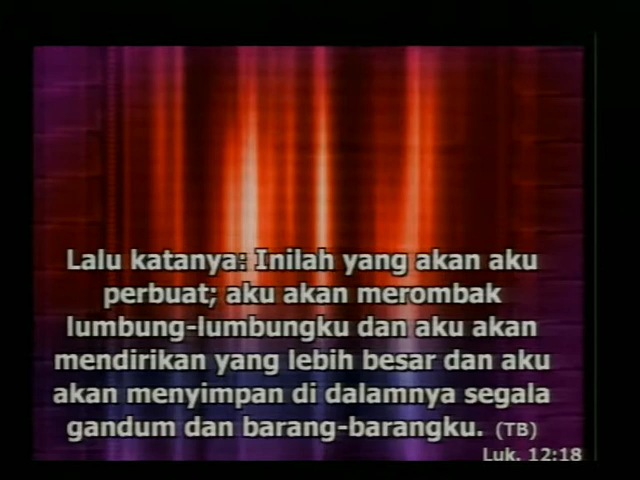 Lalu katanya: Inilah yang akan aku
perbuat; aku akan merombak
lumbung-lumbungku dan aku akan
mendirikan yang lebih besar dan aku
akan menyimpan di dalamnya segala
gandum dan barang-barangku. (TB)
Luk. 12:18